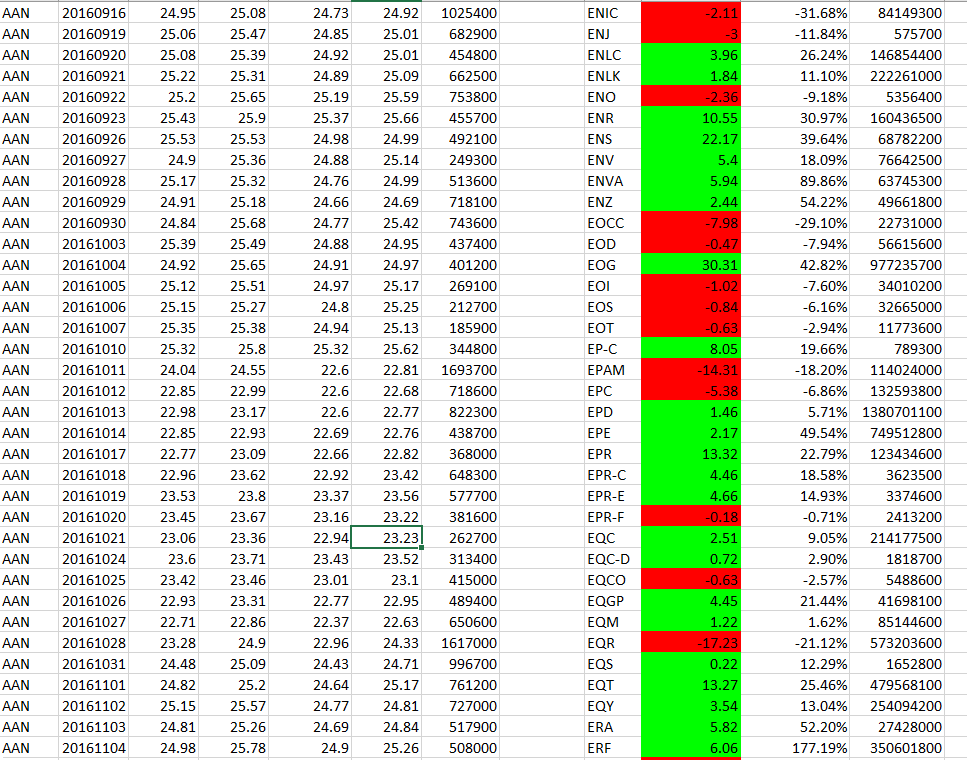 AAN 20160916 24.95 25.08 24.73 24.92 1025400 ENIC -2.11 -31.68% 84149300
AAN 20160919 25.06 25.47 24.85 25.01 682900 ENJ -3 -11.84% 575700
AAN 20160920 25.08 25.39 24.92 25.01 454800 ENLC 3.96 26.24% 146854400
AAN 20160921 25.22 25.31 24.89 25.09 662500 ENLK 1.84 11.10% 222261000
AAN 20160922 25.2 25.65 25.19 25.59 753800 ENO -2.36 -9.18% 5356400
AAN 20160923 25.43 25.9 25.37 25.66 455700 ENR 10.55 30.97% 160436500
AAN 20160926 25.53 25.53 24.98 24.99 492100 ENS 22.17 39.64% 68782200
AAN 20160927 24.9 25.36 24.88 25.14 249300 ENV 5.4 18.09% 76642500
AAN 20160928 25.17 25.32 24.76 24.99 513600 ENVA 5.94 89.86% 63745300
AAN 20160929 24.91 25.18 24.66 24.69 718100 ENZ 2.44 54.22% 49661800
AAN 20160930 24.84 25.68 24.77 25.42 743600 EOCC -7.98 -29.10% 22731000
AAN 20161003 25.39 25.49 24.88 24.95 437400 EOD -0.47 -7.94% 56615600
AAN 20161004 24.92 25.65 24.91 24.97 401200 EOG 30.31 42.82% 977235700
AAN 20161005 25.12 25.51 24.97 25.17 269100 EOI -1.02 -7.60% 34010200
AAN 20161006 25.15 25.27 24.8 25.25 212700 EOS -0.84 -6.16% 32665000
AAN 20161007 25.35 25.38 24.94 25.13 185900 EOT -0.63 -2.94% 11773600
AAN 20161010 25.32 25.8 25.32 25.62 344800 EP-C 8.05 19.66% 789300
AAN 20161011 24.04 24.55 22.6 22.81 1693700 EPAM -14.31 -18.20% 114024000
AAN 20161012 22.85 22.99 22.6 22.68 718600 EPC -5.38 -6.86% 132593800
AAN 20161013 22.98 23.17 22.6 22.77 822300 EPD 1.46 5.71% 1380701100
AAN 20161014 22.85 22.93 22.69 22.76 438700 EPE 2.17 49.54% 749512800
AAN 20161017 22.77 23.09 22.66 22.82 368000 EPR 13.32 22.79% 123434600
AAN 20161018 22.96 23.62 22.92 23.42 648300 EPR-C 4.46 18.58% 3623500
AAN 20161019 23.53 23.8 23.37 23.56 577700 EPR-E 4.66 14.93% 3374600
AAN 20161020 23.45 23.67 23.16 23.22 381600 EPR-F -0.18 -0.71% 2413200
AAN 20161021 23.06 23.36 22.94 23.23 262700 EQC 2.51 9.05% 214177500
AAN 20161024 23.6 23.71 23.43 23.52 313400 EQC-D 0.72 2.90% 1818700
AAN 20161025 23.42 23.46 23.01 23.1 415000 EQCO -0.63 -2.57% 5488600
AAN 20161026 22.93 23.31 22.77 22.95 489400 EQGP 4.45 21.44% 41698100
AAN 20161027 22.71 22.86 22.37 22.63 650600 EQM 1.22 1.62% 85144600
AAN 20161028 23.28 24.9 22.96 24.33 1617000 EQR -17.23 -21.12% 573203600
AAN 20161031 24.48 25.09 24.43 24.71 996700 EQS 0.22 12.29% 1652800
AAN 20161101 24.82 25.2 24.64 25.17 761200 EQT 13.27 25.46% 479568100
AAN 20161102 25.15 25.57 24.77 24.81 727000 EQY 3.54 13.04% 254094200
AAN 20161103 24.81 25.26 24.69 24.84 517900 ERA 5.82 52.20% 27428000
AAN 20161104 24.98 25.78 24.9 25.26 508000 ERF 6.06 177.19% 350601800